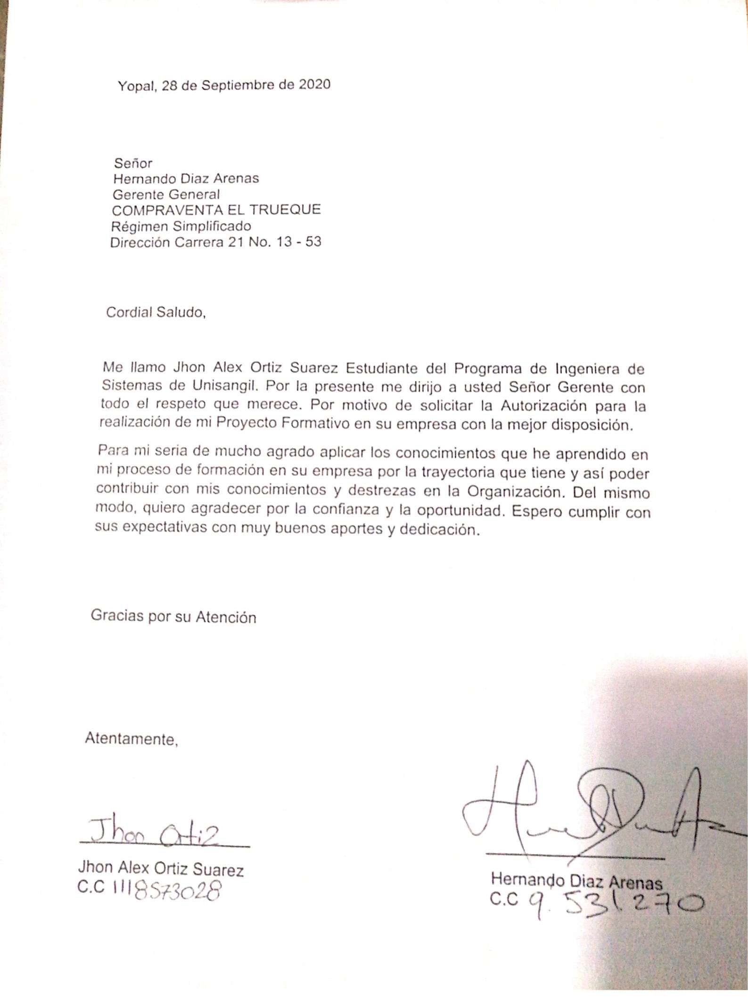 Yopal, 28 de Septiembre de 2020
Señor
Hernando Diaz Arenas
Gerente General
COMPRAVENTA EL TRUEQUE
Régimen Simplificado
Dirección Carrera 21 No. 13 - 53
Cordial Saludo,
Me llamo Jhon Alex Ortiz Suarez Estudiante del Programa de Ingeniera de
Sistemas de Unisangil. Por la presente me dirijo a usted Señor Gerente con
todo el respeto que merece. Por motivo de solicitar la Autorización para la
realización de mi Proyecto Formativo en su empresa con la mejor disposición.
Para mi seria de mucho agrado aplicar los conocimientos que he aprendido en
mi proceso de formación en su empresa por la trayectoria que tiene y así poder
contribuir con mis conocimientos y destrezas en la Organización. Del mismo
modo, quiero agradecer por la confianza y la oportunidad. Espero cumplir con
sus expectativas con muy buenos aportes y dedicación.
Gracias por su Atención
Atentamente,
Jhon Ortiz
Jhon Alex Ortiz Suarez
C.C 1118573028
Hernando Diaz Arenas
C.C 9.531.270